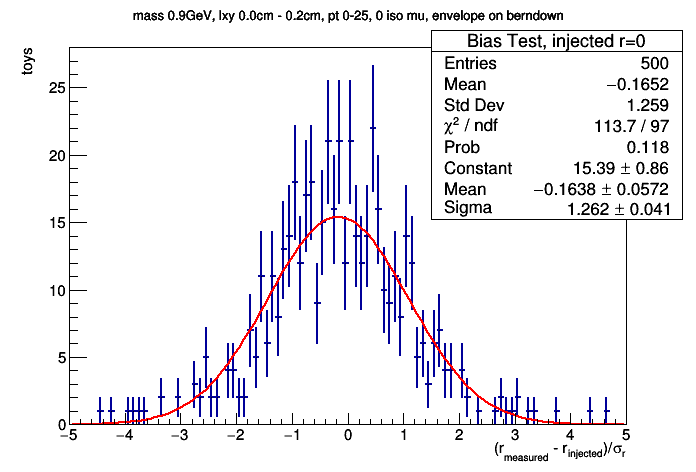 mass 0.9GeV, lxy 0.0cm - 0.2cm, pt 0-25, 0 iso mu, envelope on berndown
toys
Bias Test, injected r=0
Entries 500
Mean −0.1652
Std Dev 1.259
χ² / ndf 113.7 / 97
Prob 0.118
Constant 15.39 ± 0.86
Mean −0.1638 ± 0.0572
Sigma 1.262 ± 0.041
25
20
15
10
5
0
−5 −4 −3 −2 −1 0 1 2 3 4 5
(r_measured - r_injected)/σ_r